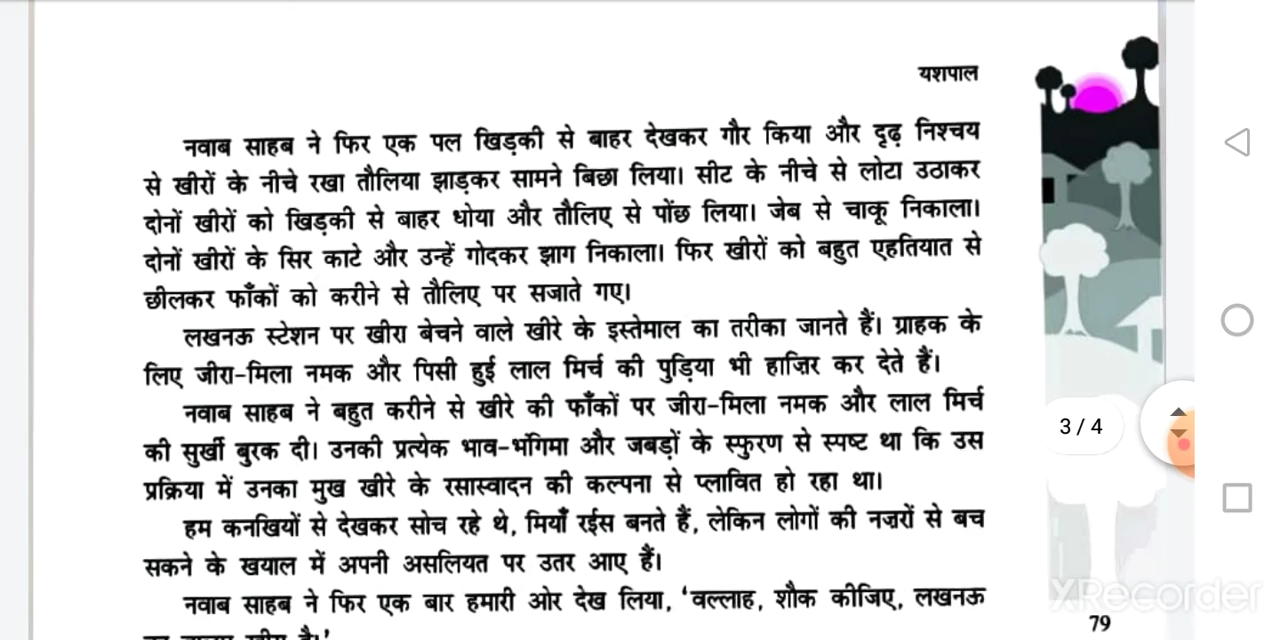 यशपाल
नवाब साहब ने फिर एक पल खिड़की से बाहर देखकर गौर किया और दृढ़ निश्चय
से खीरों के नीचे रखा तौलिया झाड़कर सामने बिछा लिया। सीट के नीचे से लोटा उठाकर
दोनों खीरों को खिड़की से बाहर धोया और तौलिए से पोंछ लिया। जेब से चाकू निकाला।
दोनों खीरों के सिर काटे और उन्हें गोदकर झाग निकाला। फिर खीरों को बहुत एहतियात से
छीलकर फाँकों को करीने से तौलिए पर सजाते गए।
लखनऊ स्टेशन पर खीरा बेचने वाले खीरे के इस्तेमाल का तरीका जानते हैं। ग्राहक के
लिए जीरा-मिला नमक और पिसी हुई लाल मिर्च की पुड़िया भी हाज़िर कर देते हैं।
नवाब साहब ने बहुत करीने से खीरे की फाँकों पर जीरा-मिला नमक और लाल मिर्च
की सुर्खी बुरक दी। उनकी प्रत्येक भाव-भंगिमा और जबड़ों के स्फुरण से स्पष्ट था कि उस
प्रक्रिया में उनका मुख खीरे के रसास्वादन की कल्पना से प्लावित हो रहा था।
हम कनखियों से देखकर सोच रहे थे, मियाँ रईस बनते हैं, लेकिन लोगों की नज़रों से बच
सकने के खयाल में अपनी असलियत पर उतर आए हैं।
नवाब साहब ने फिर एक बार हमारी ओर देख लिया, 'वल्लाह, शौक कीजिए, लखनऊ
3 / 4
XRecorder
79